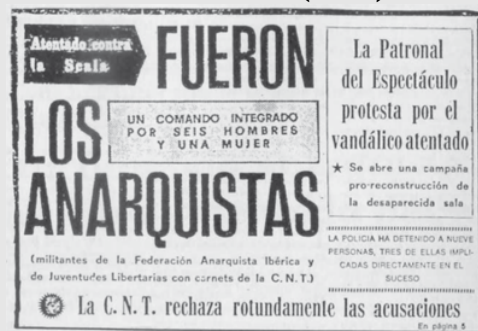 Atentado contra
la Scala
FUERON
LOS
ANARQUISTAS
UN COMANDO INTEGRADO
POR SEIS HOMBRES
Y UNA MUJER
(militantes de la Federación Anarquista Ibérica y
de Juventudes Libertarias con carnets de la C.N.T.)
La Patronal
del Espectáculo
protesta por el
vandálico atentado
★ Se abre una campaña
pro-reconstrucción de
la desaparecida sala
LA POLICIA HA DETENIDO A NUEVE
PERSONAS, TRES DE ELLAS IMPLI-
CADAS DIRECTAMENTE EN EL
SUCESO
La C. N. T. rechaza rotundamente las acusaciones
En página 5